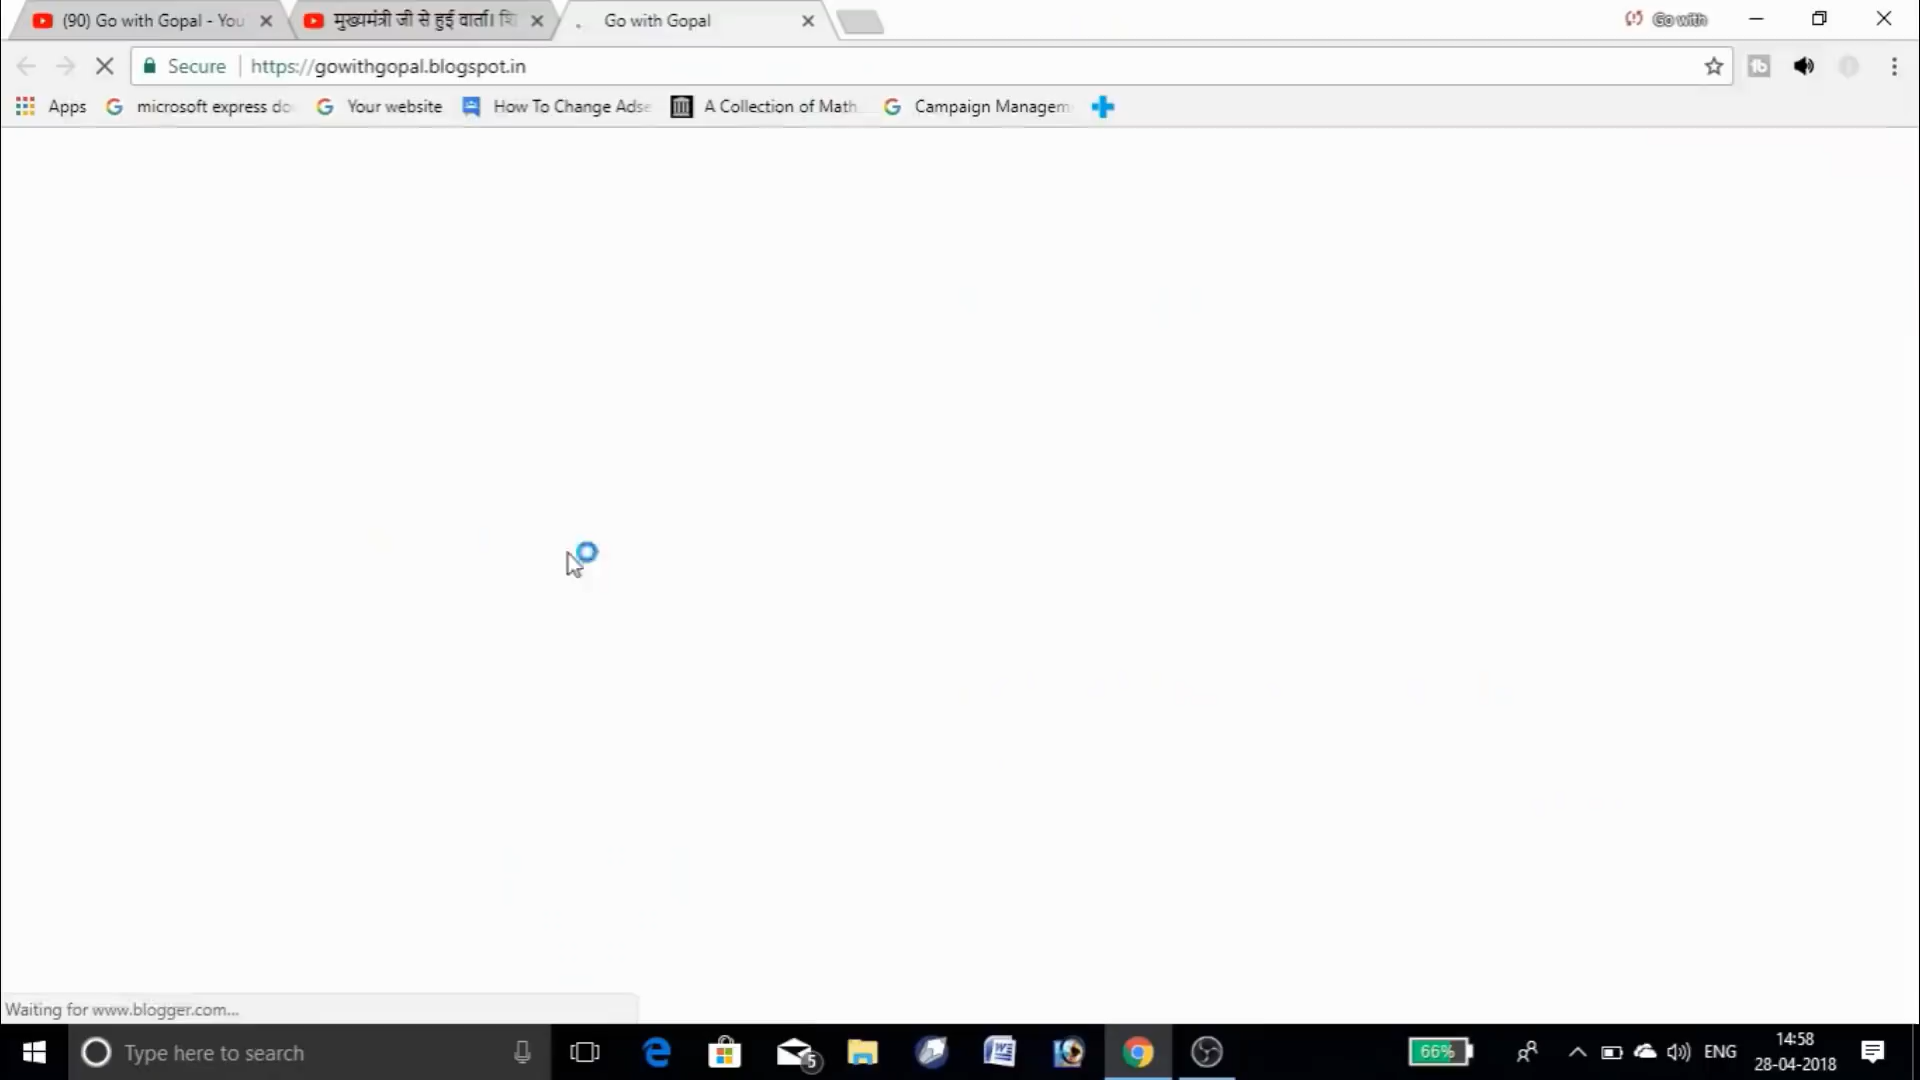 (90) Go with Gopal - You
मुख्यमंत्री जी से हुई वार्ता। शि
Go with Gopal
Go with
Secure
https://gowithgopal.blogspot.in
Apps
microsoft express do
Your website
How To Change Adse
A Collection of Math
Campaign Managem
Waiting for www.blogger.com...
Type here to search
5
66%
ENG
14:58
28-04-2018